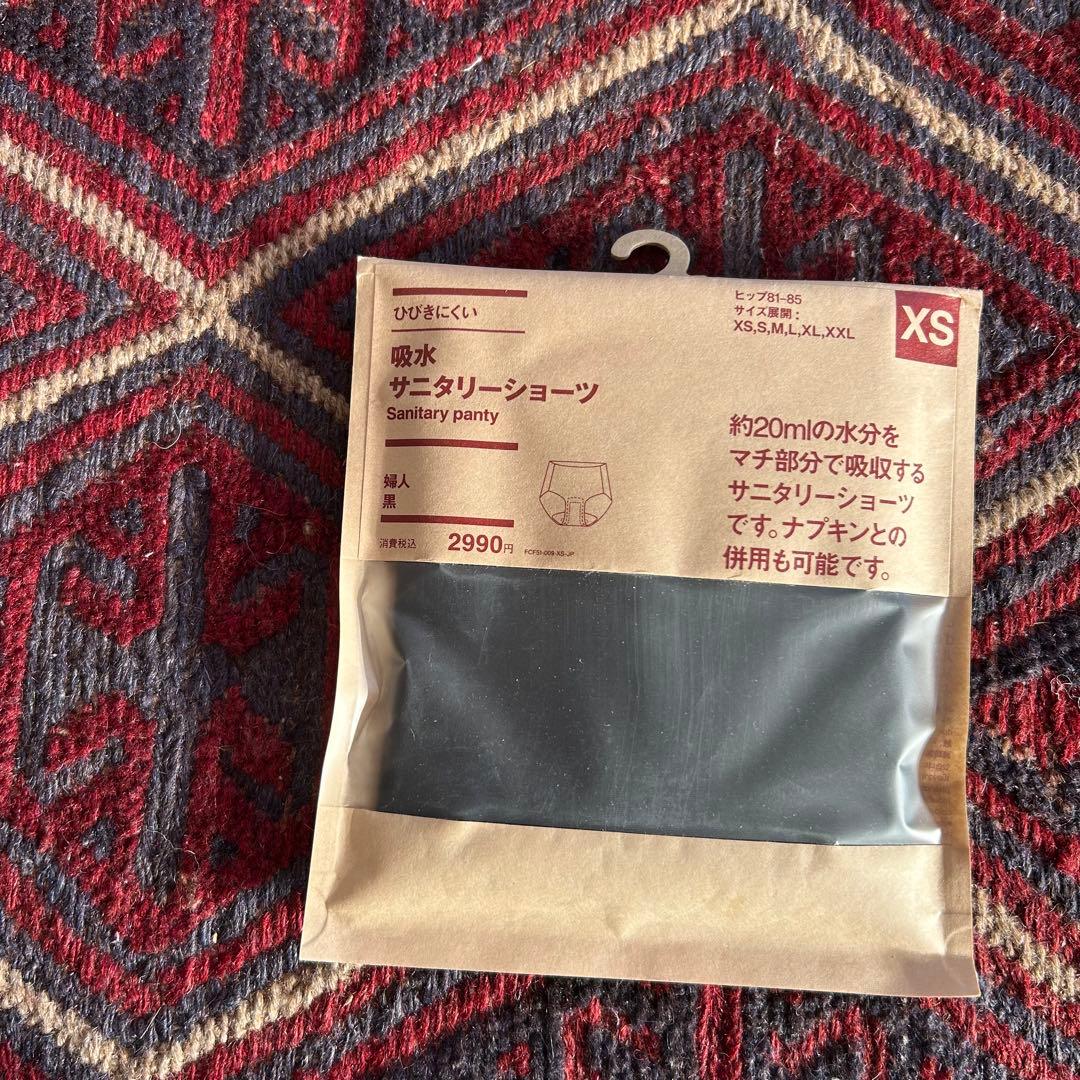 ひびきにくい
吸水
サニタリーショーツ
Sanitary panty
婦人
黒
消費税込 2990円
FCF51-009-XS-JP
ヒップ81-85
サイズ展開：
XS,S,M,L,XL,XXL
XS
約20mlの水分を
マチ部分で吸収する
サニタリーショーツ
です。ナプキンとの
併用も可能です。